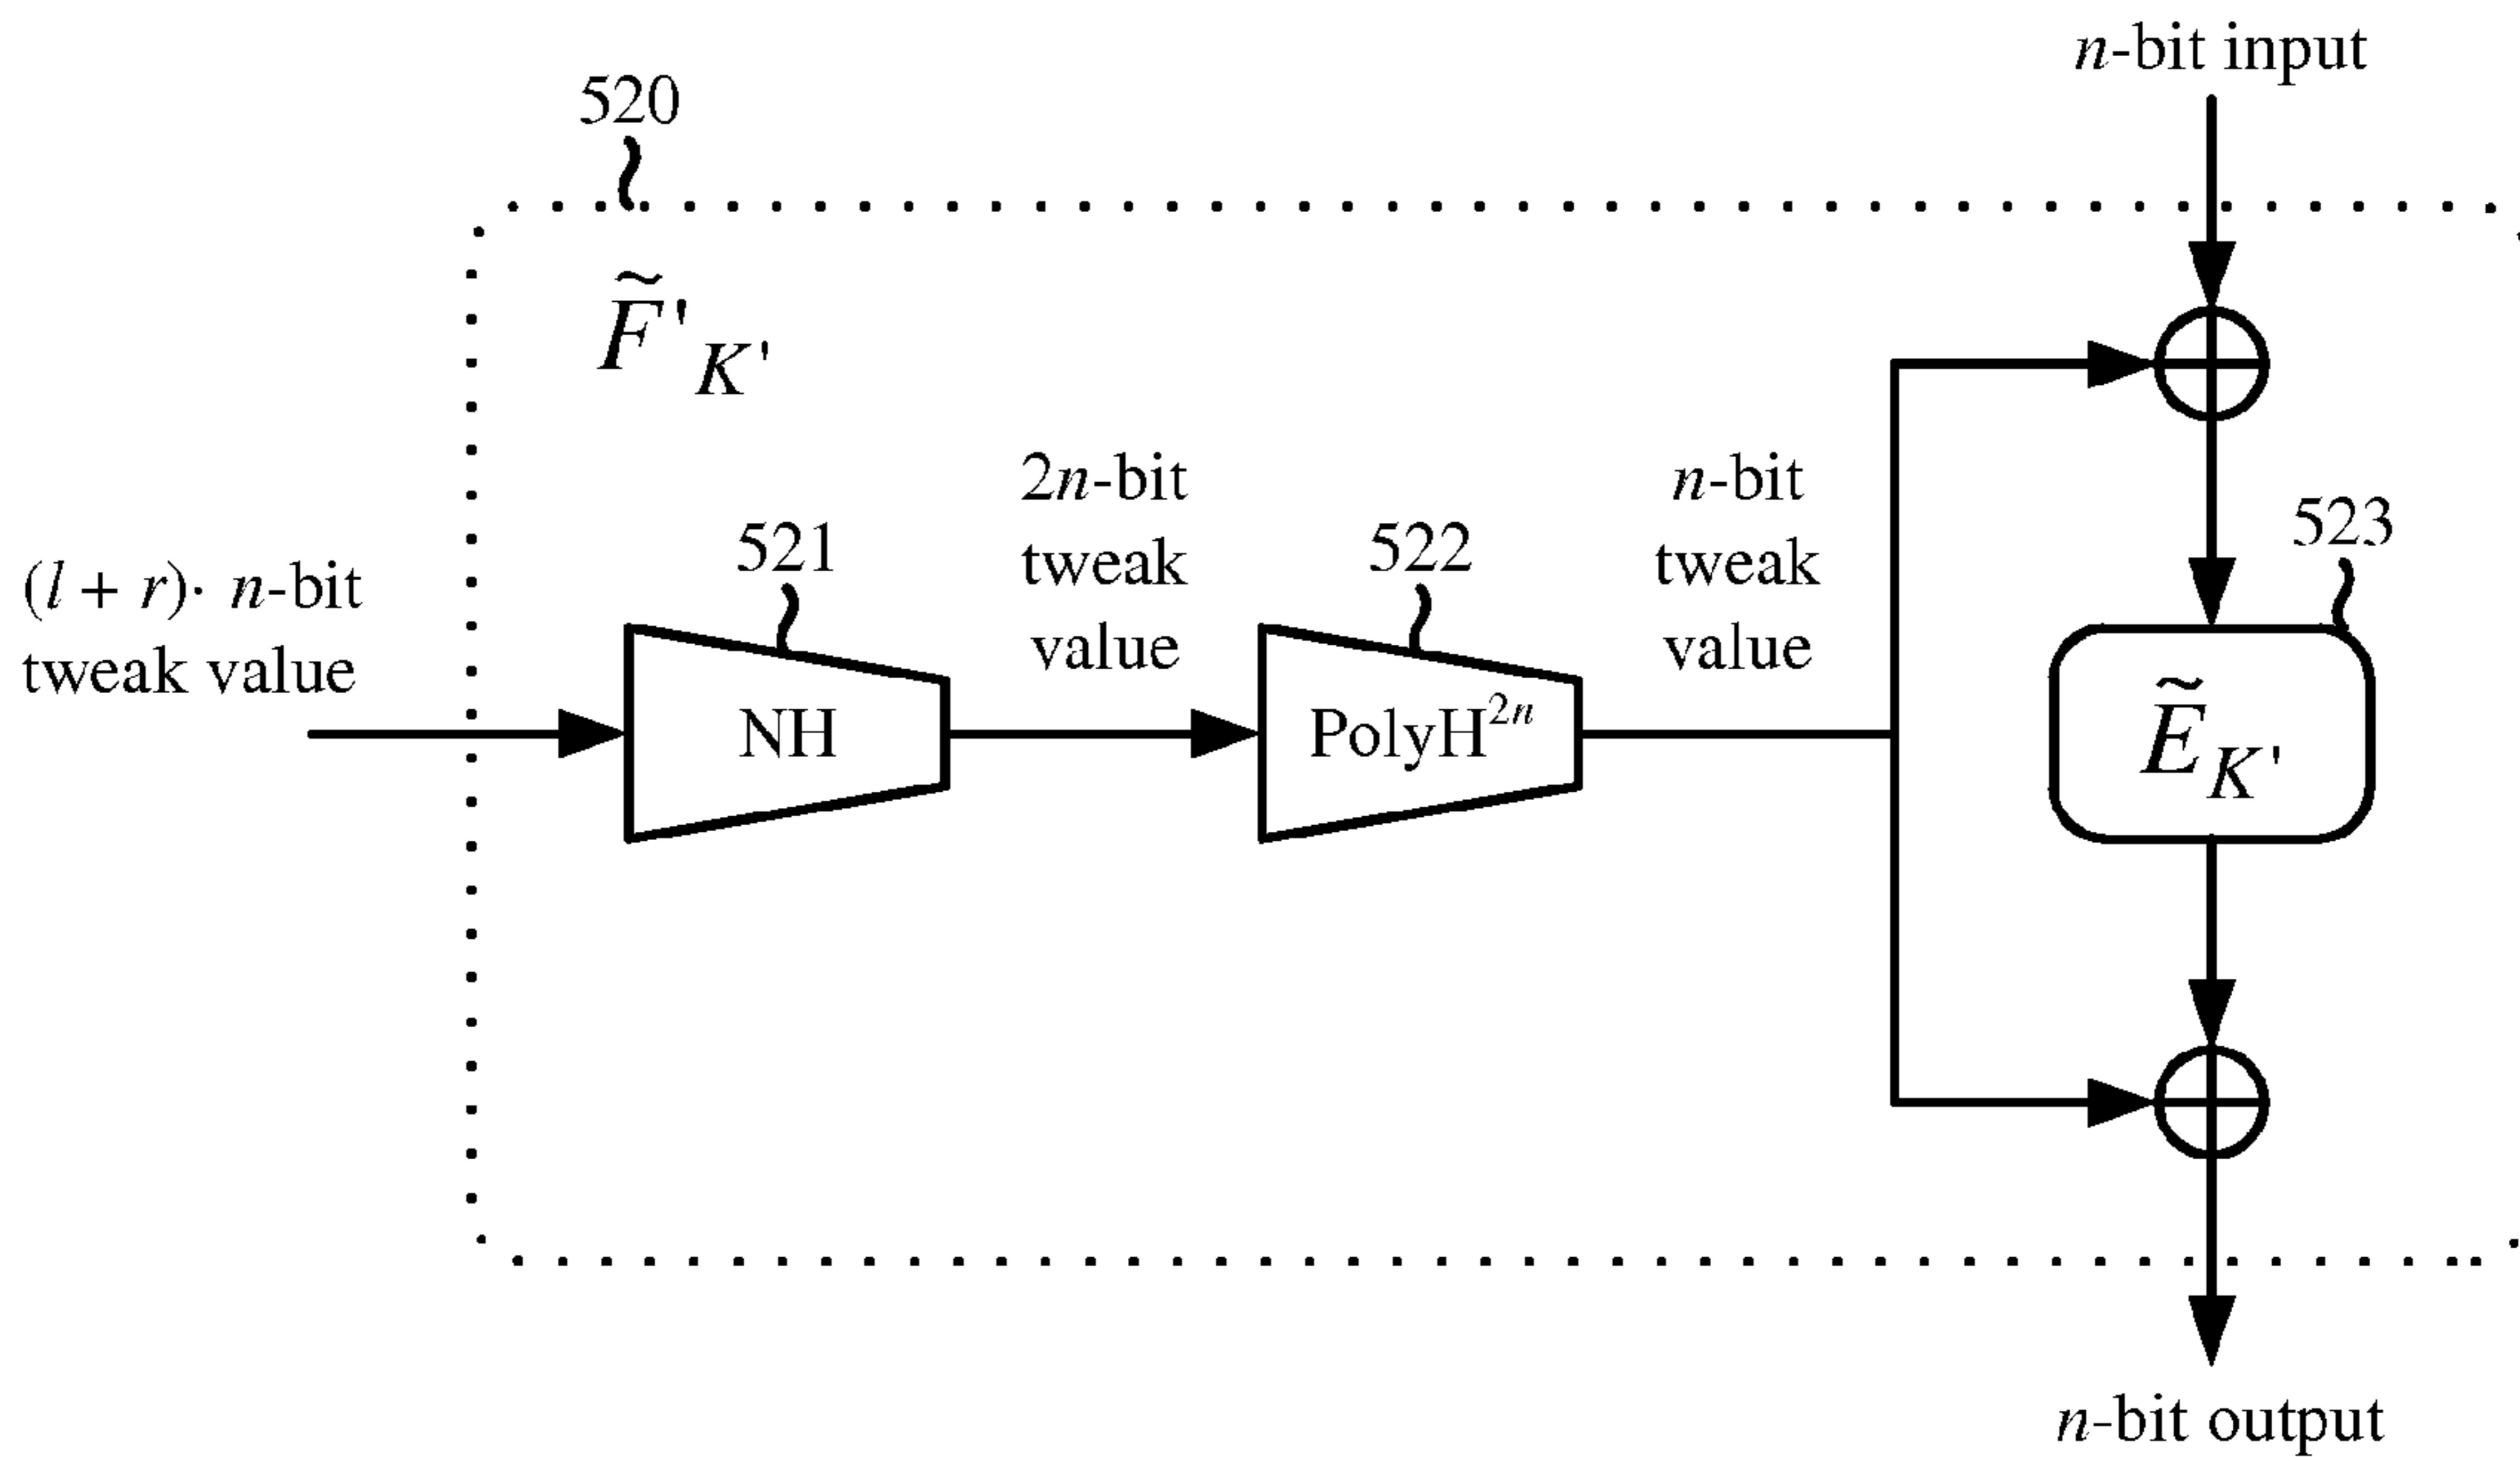 n-bit input
520
F̃'K'
2n-bit
tweak
value
n-bit
tweak
value
521
522
523
(l + r)· n-bit
tweak value
NH
PolyH²ⁿ
ẼK'
n-bit output